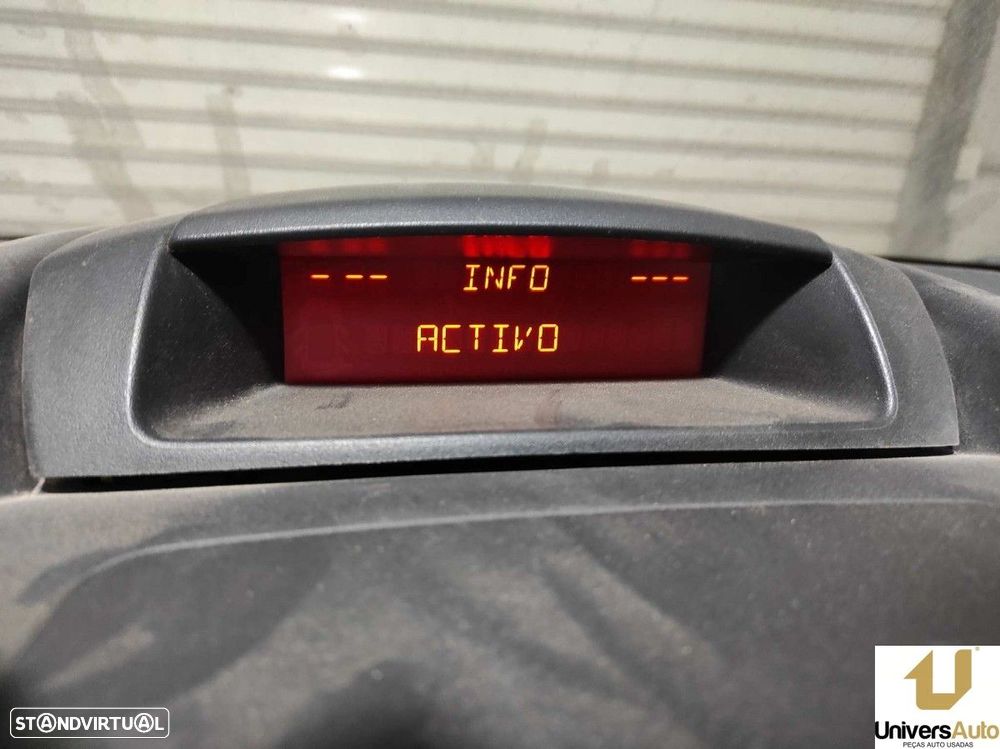 - -- INFO ---
ACTIVO
STANDVIRTUAL
UniversAuto
PEÇAS AUTO USADAS